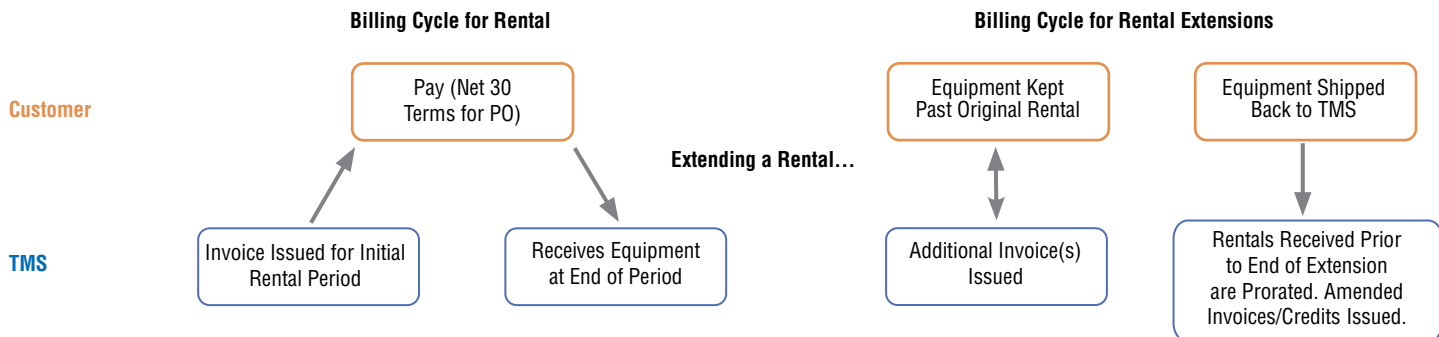 Billing Cycle for Rental
Billing Cycle for Rental Extensions
Customer
Pay (Net 30
Terms for PO)
Equipment Kept
Past Original Rental
Equipment Shipped
Back to TMS
Extending a Rental...
TMS
Invoice Issued for Initial
Rental Period
Receives Equipment
at End of Period
Additional Invoice(s)
Issued
Rentals Received Prior
to End of Extension
are Prorated. Amended
Invoices/Credits Issued.